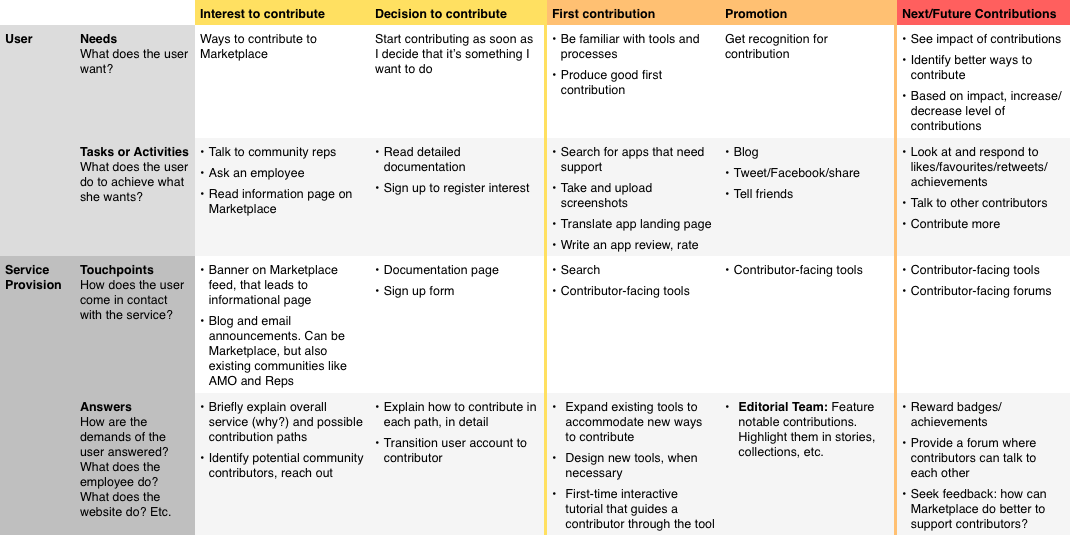 Interest to contribute
Decision to contribute
First contribution
Promotion
Next/Future Contributions
User
Needs
What does the user
want?
Ways to contribute to
Marketplace
Start contributing as soon as
I decide that it's something I
want to do
• Be familiar with tools and
processes
• Produce good first
contribution
Get recognition for
contribution
• See impact of contributions
• Identify better ways to
contribute
• Based on impact, increase/
decrease level of
contributions
Tasks or Activities
What does the user
do to achieve what
she wants?
• Talk to community reps
• Ask an employee
• Read information page on
Marketplace
• Read detailed
documentation
• Sign up to register interest
• Search for apps that need
support
• Take and upload
screenshots
• Translate app landing page
• Write an app review, rate
• Blog
• Tweet/Facebook/share
• Tell friends
• Look at and respond to
likes/favourites/retweets/
achievements
• Talk to other contributors
• Contribute more
Service
Provision
Touchpoints
How does the user
come in contact
with the service?
• Banner on Marketplace
feed, that leads to
informational page
• Blog and email
announcements. Can be
Marketplace, but also
existing communities like
AMO and Reps
• Documentation page
• Sign up form
• Search
• Contributor-facing tools
• Contributor-facing tools
• Contributor-facing tools
• Contributor-facing forums
Answers
How are the
demands of the
user answered?
What does the
employee do?
What does the
website do? Etc.
• Briefly explain overall
service (why?) and possible
contribution paths
• Identify potential community
contributors, reach out
• Explain how to contribute in
each path, in detail
• Transition user account to
contributor
• Expand existing tools to
accommodate new ways
to contribute
• Design new tools, when
necessary
• First-time interactive
tutorial that guides a
contributor through the tool
• Editorial Team: Feature
notable contributions.
Highlight them in stories,
collections, etc.
• Reward badges/
achievements
• Provide a forum where
contributors can talk to
each other
• Seek feedback: how can
Marketplace do better to
support contributors?